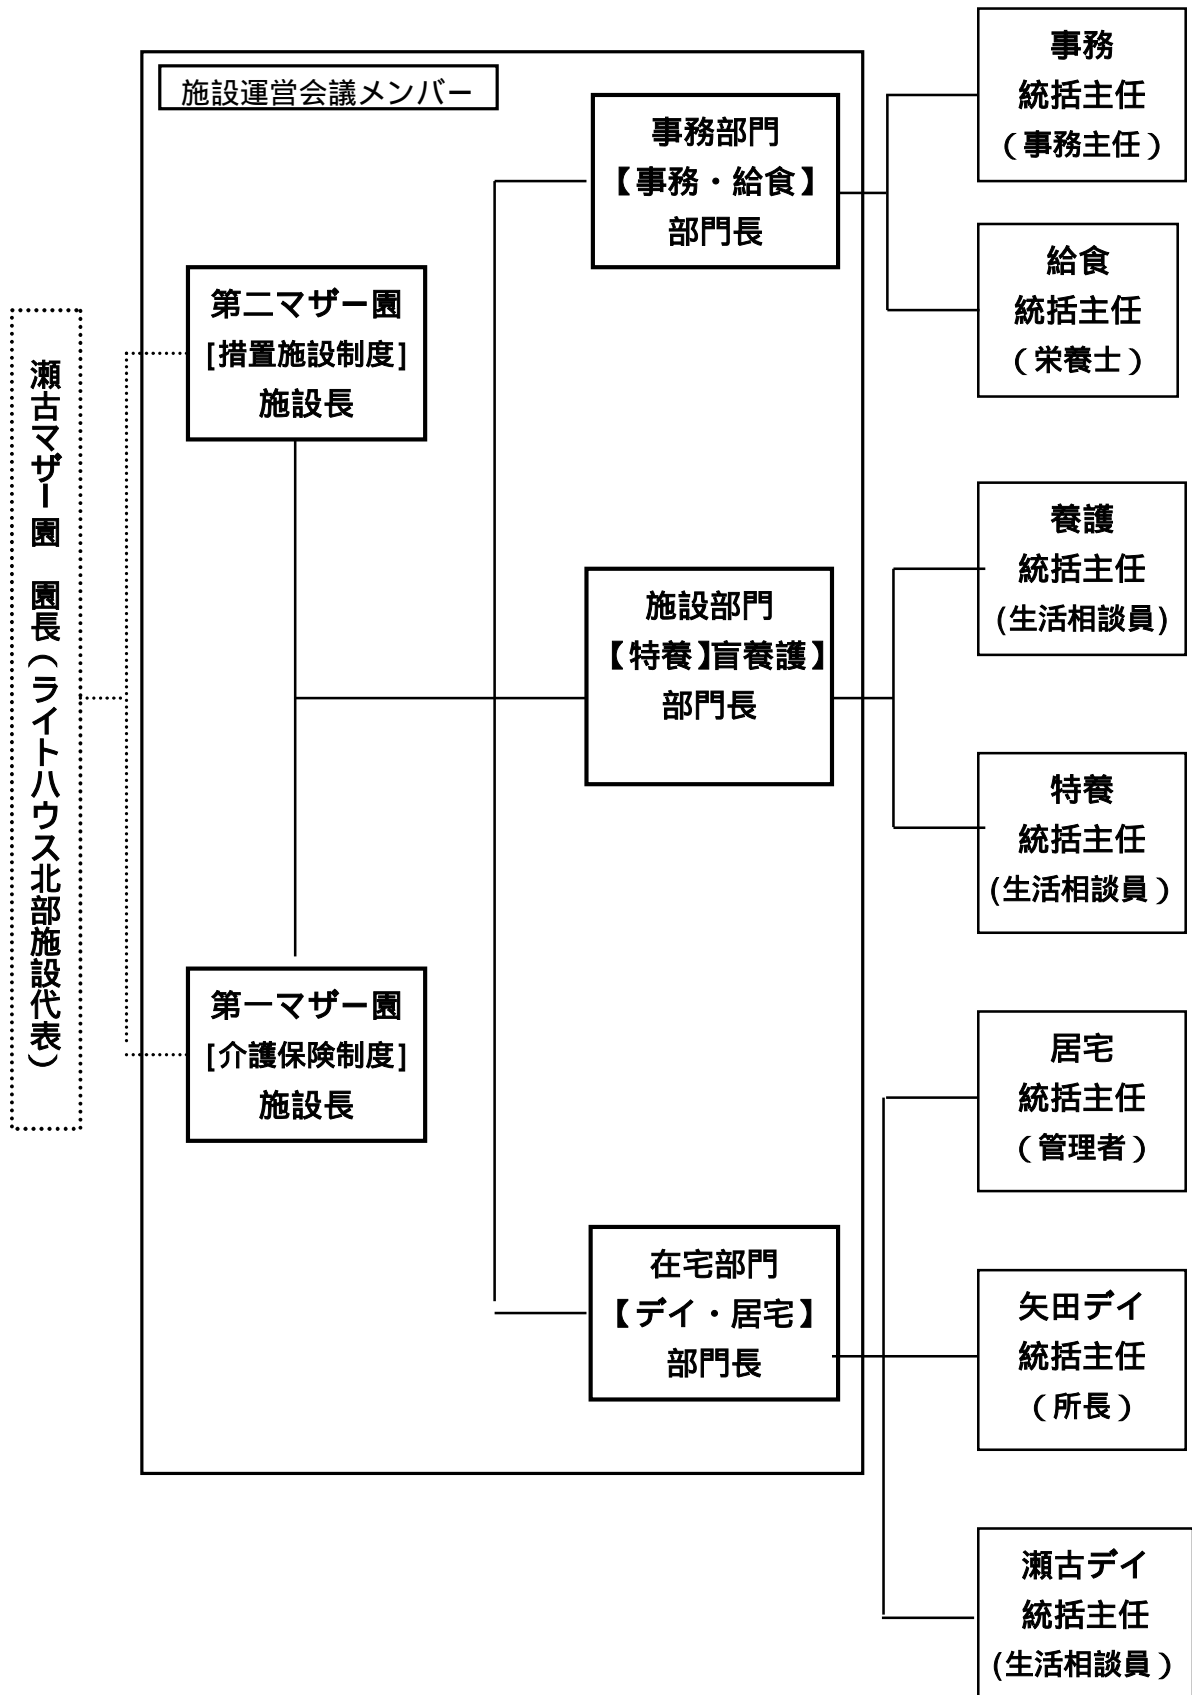 瀬古マザー園　園長（ライトハウス北部施設代表）
施設運営会議メンバー
第二マザー園
[措置施設制度]
施設長
第一マザー園
[介護保険制度]
施設長
事務部門
【事務・給食】
部門長
施設部門
【特養】盲養護】
部門長
在宅部門
【デイ・居宅】
部門長
事務
統括主任
（事務主任）
給食
統括主任
（栄養士）
養護
統括主任
(生活相談員)
特養
統括主任
(生活相談員）
居宅
統括主任
（管理者）
矢田デイ
統括主任
（所長）
瀬古デイ
統括主任
(生活相談員）